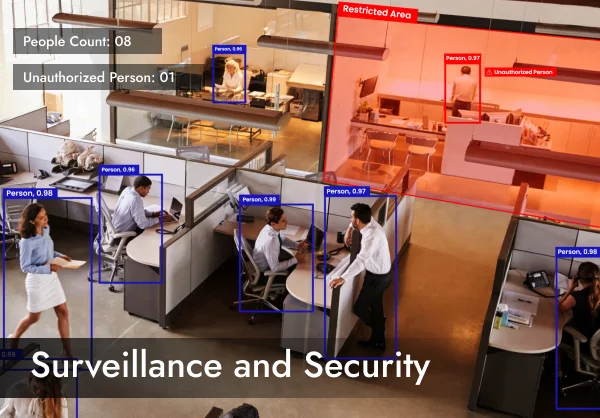 Restricted Area
People Count: 08
Person, 0.96
Person, 0.97
Unauthorized Person
Unauthorized Person: 01
Person, 0.96
Person, 0.98
Person, 0.99
Person, 0.97
Person, 0.98
Surveillance and Security